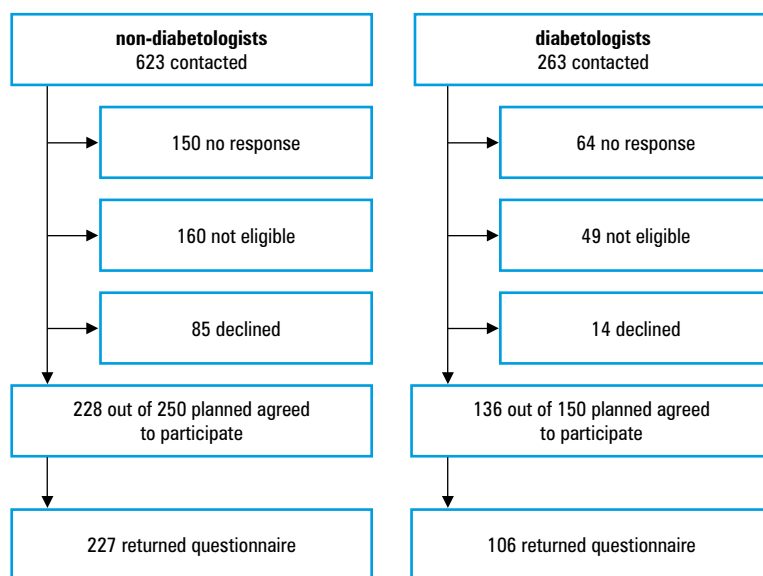 non-diabetologists
623 contacted
150 no response
160 not eligible
85 declined
228 out of 250 planned agreed
to participate
227 returned questionnaire
diabetologists
263 contacted
64 no response
49 not eligible
14 declined
136 out of 150 planned agreed
to participate
106 returned questionnaire